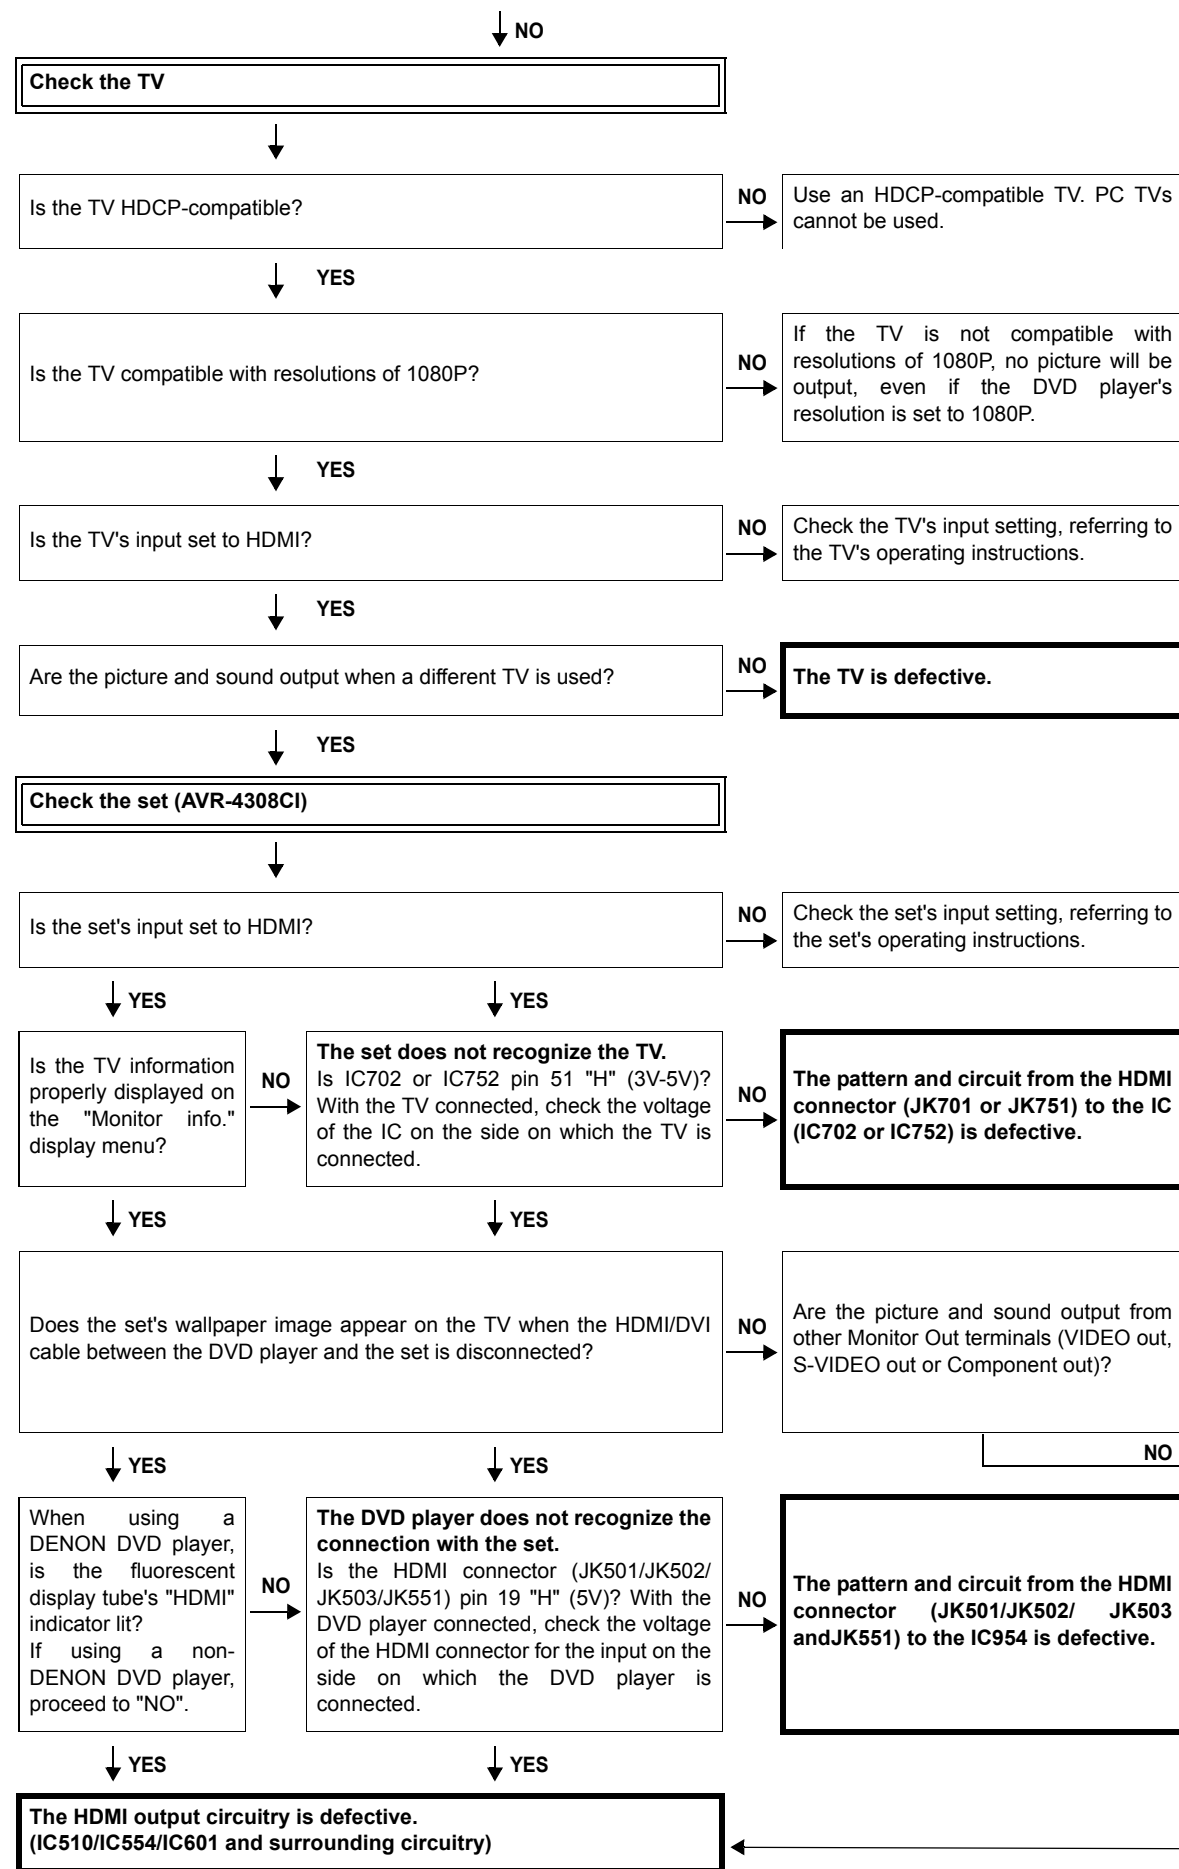 NO
Check the TV
Is the TV HDCP-compatible?
NO
Use an HDCP-compatible TV. PC TVs
cannot be used.
YES
Is the TV compatible with resolutions of 1080P?
NO
If the TV is not compatible with
resolutions of 1080P, no picture will be
output, even if the DVD player's
resolution is set to 1080P.
YES
Is the TV's input set to HDMI?
NO
Check the TV's input setting, referring to
the TV's operating instructions.
YES
Are the picture and sound output when a different TV is used?
NO
The TV is defective.
YES
Check the set (AVR-4308CI)
Is the set's input set to HDMI?
NO
Check the set's input setting, referring to
the set's operating instructions.
YES
YES
Is the TV information
properly displayed on
the "Monitor info."
display menu?
NO
The set does not recognize the TV.
Is IC702 or IC752 pin 51 "H" (3V-5V)?
With the TV connected, check the voltage
of the IC on the side on which the TV is
connected.
NO
The pattern and circuit from the HDMI
connector (JK701 or JK751) to the IC
(IC702 or IC752) is defective.
YES
YES
Does the set's wallpaper image appear on the TV when the HDMI/DVI
cable between the DVD player and the set is disconnected?
NO
Are the picture and sound output from
other Monitor Out terminals (VIDEO out,
S-VIDEO out or Component out)?
NO
YES
YES
When using a
DENON DVD player,
is the fluorescent
display tube's "HDMI"
indicator lit?
If using a non-
DENON DVD player,
proceed to "NO".
NO
The DVD player does not recognize the
connection with the set.
Is the HDMI connector (JK501/JK502/
JK503/JK551) pin 19 "H" (5V)? With the
DVD player connected, check the voltage
of the HDMI connector for the input on the
side on which the DVD player is
connected.
NO
The pattern and circuit from the HDMI
connector (JK501/JK502/ JK503
andJK551) to the IC954 is defective.
YES
YES
The HDMI output circuitry is defective.
(IC510/IC554/IC601 and surrounding circuitry)